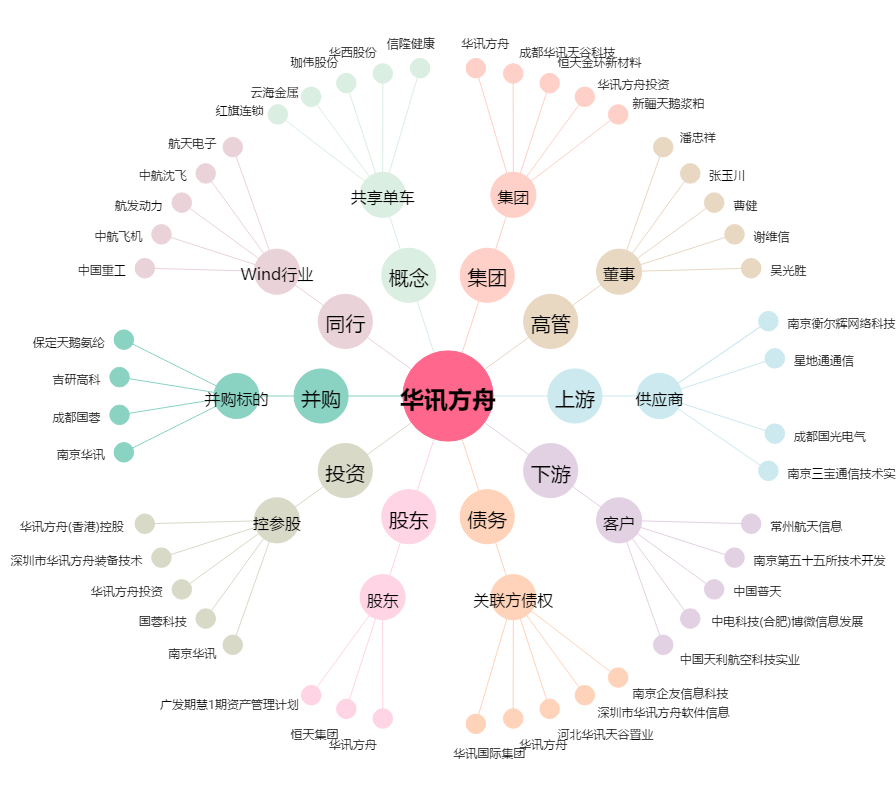 信隆健康
华西股份
珈伟股份
云海金属
红旗连锁
共享单车
概念
华讯方舟
成都华讯天谷科技
恒天金环新材料
华讯方舟投资
新疆天鹅浆粕
集团
集团
潘忠祥
张玉川
曹健
谢维信
吴光胜
董事
高管
航天电子
中航沈飞
航发动力
中航飞机
中国重工
Wind行业
同行
华讯方舟
南京衡尔辉网络科技
星地通通信
成都国光电气
南京三宝通信技术实
供应商
上游
保定天鹅氨纶
吉研高科
成都国蓉
南京华讯
并购标的
并购
投资
控参股
华讯方舟(香港)控股
深圳市华讯方舟装备技术
华讯方舟投资
国蓉科技
南京华讯
下游
客户
常州航天信息
南京第五十五所技术开发
中国普天
中电科技(合肥)博微信息发展
中国天利航空科技实业
股东
股东
广发期慧1期资产管理计划
恒天集团
华讯方舟
债务
关联方债权
南京企友信息科技
深圳市华讯方舟软件信息
河北华讯天谷置业
华讯方舟
华讯国际集团